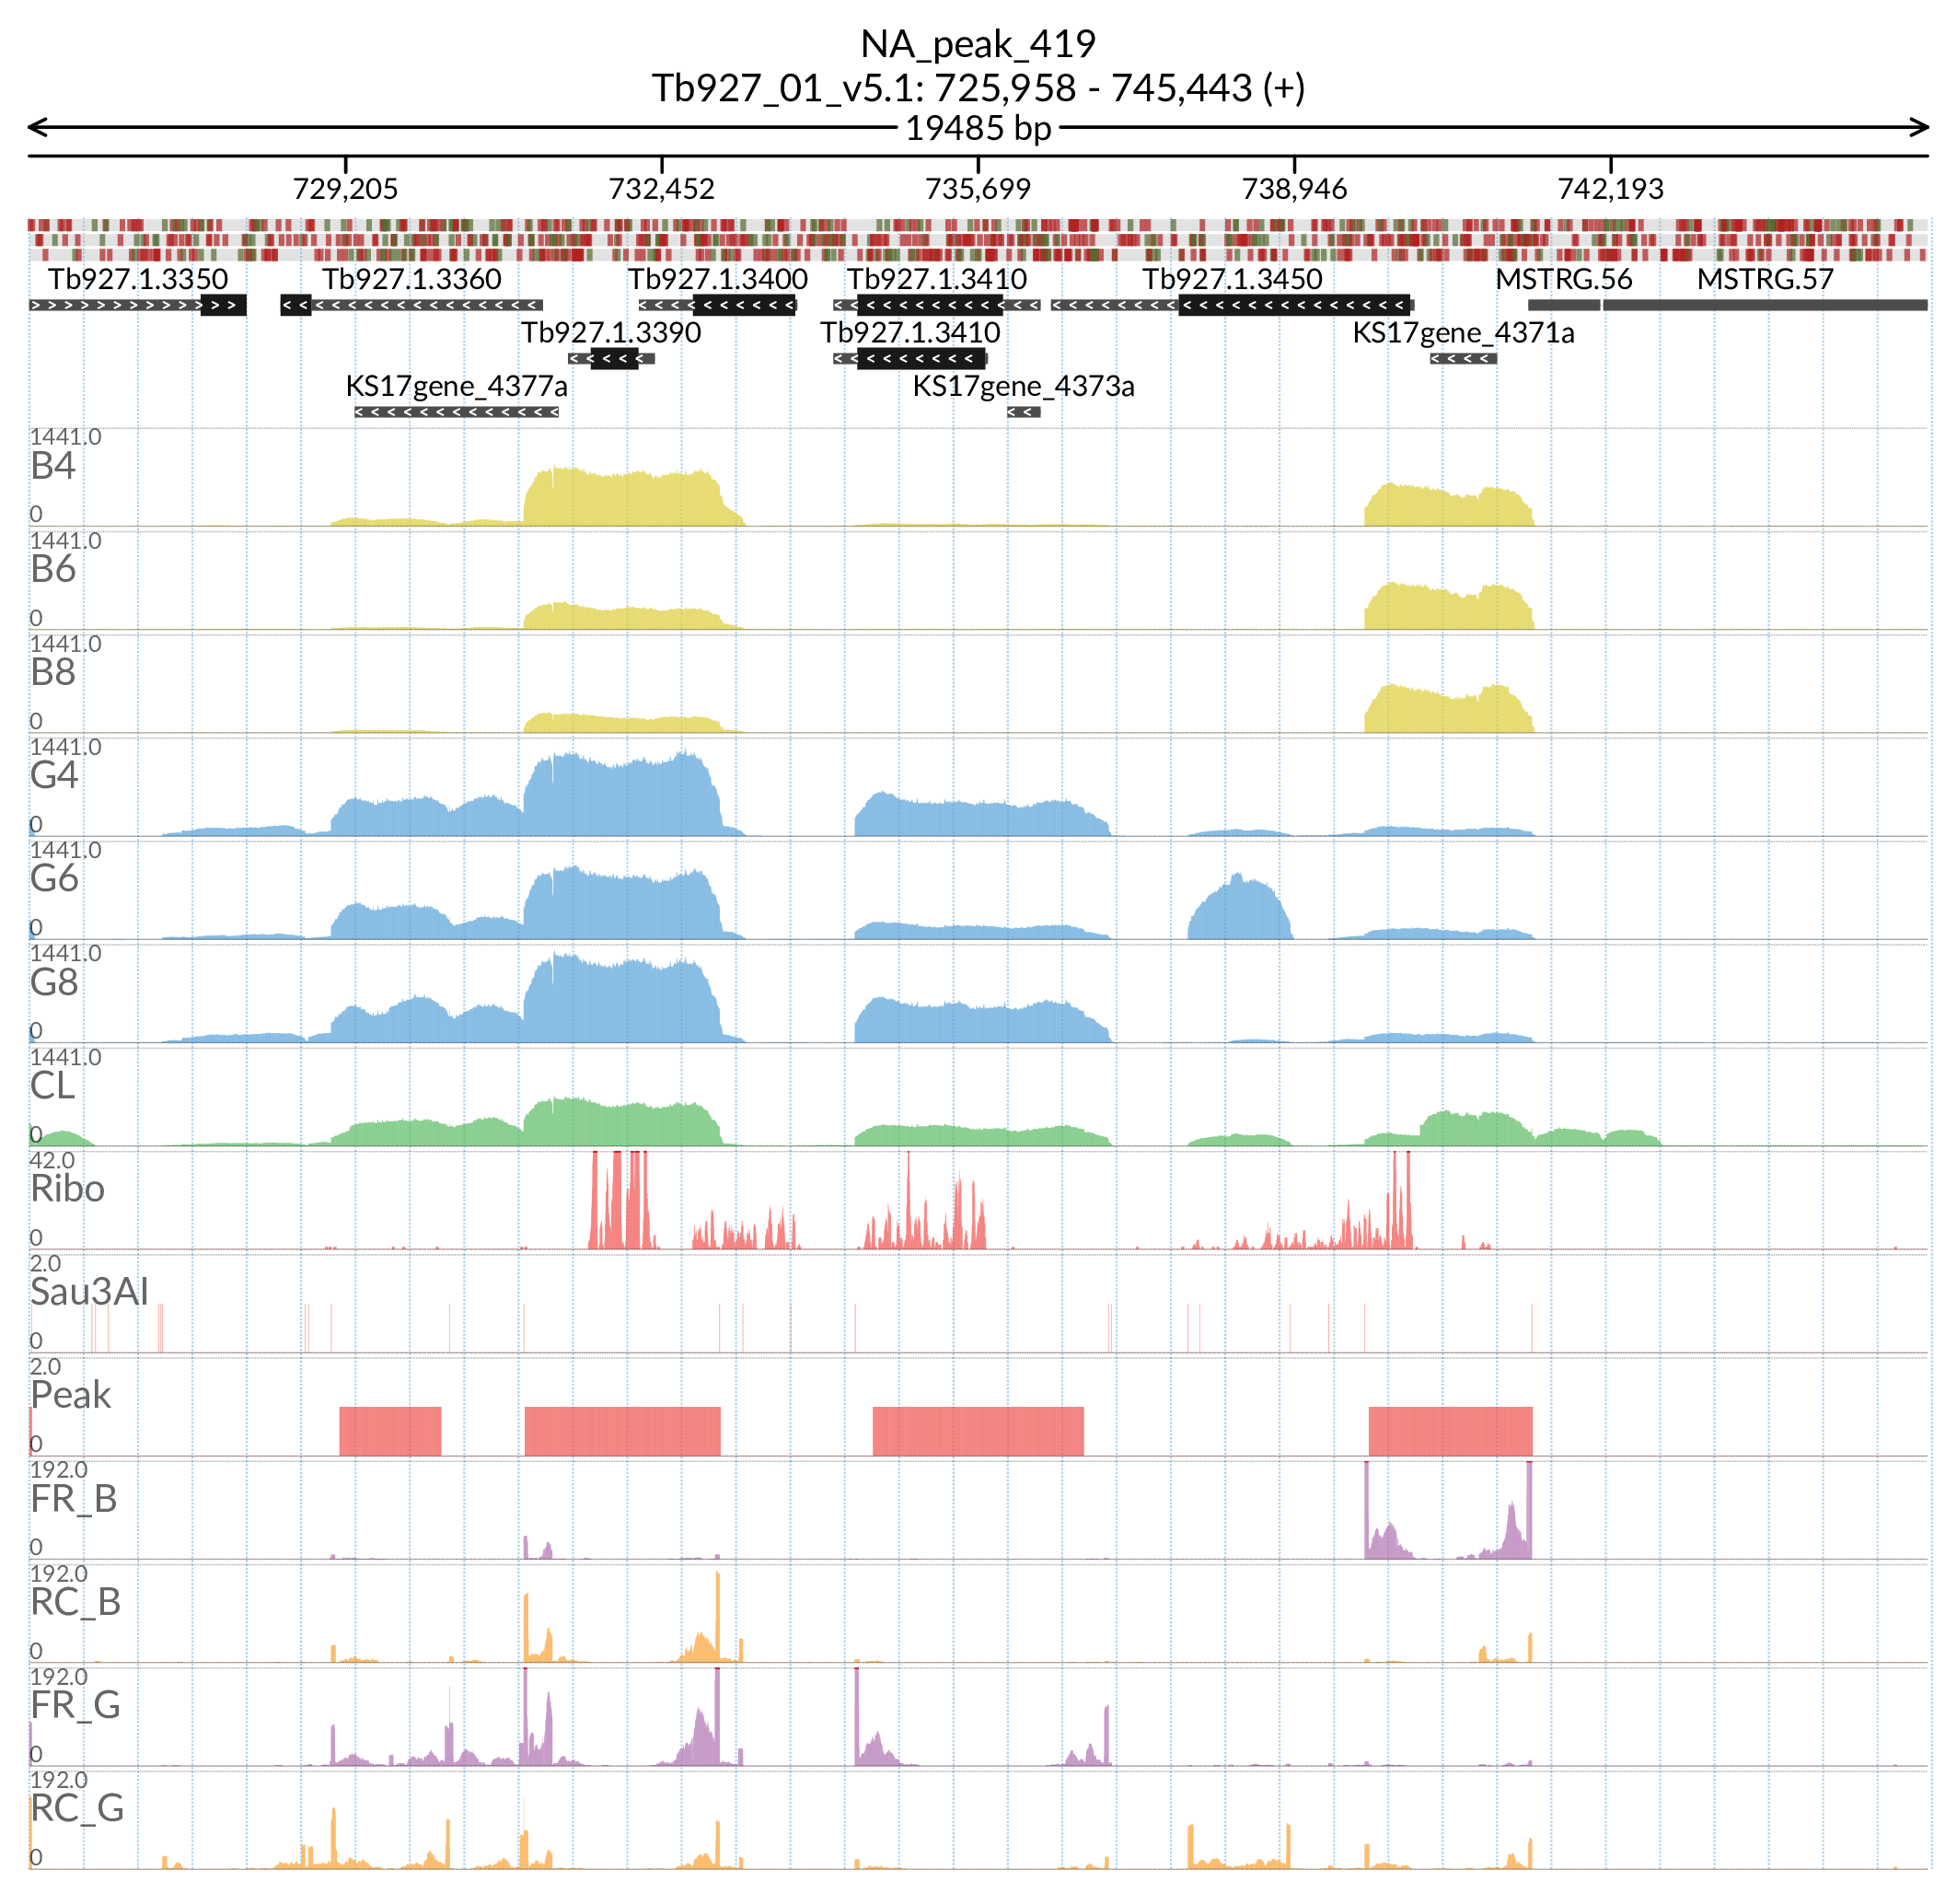 NA_peak_419
Tb927_01_v5.1: 725,958 - 745,443 (+)
19485 bp
729,205 732,452 735,699 738,946 742,193
Tb927.1.3350 Tb927.1.3360 Tb927.1.3400 Tb927.1.3410 Tb927.1.3450 MSTRG.56 MSTRG.57
Tb927.1.3390 Tb927.1.3410 KS17gene_4371a
KS17gene_4377a KS17gene_4373a
1441.0
B4
0
1441.0
B6
0
1441.0
B8
0
1441.0
G4
0
1441.0
G6
0
1441.0
G8
0
1441.0
CL
0
42.0
Ribo
0
2.0
Sau3AI
0
2.0
Peak
0
192.0
FR_B
0
192.0
RC_B
0
192.0
FR_G
0
192.0
RC_G
0